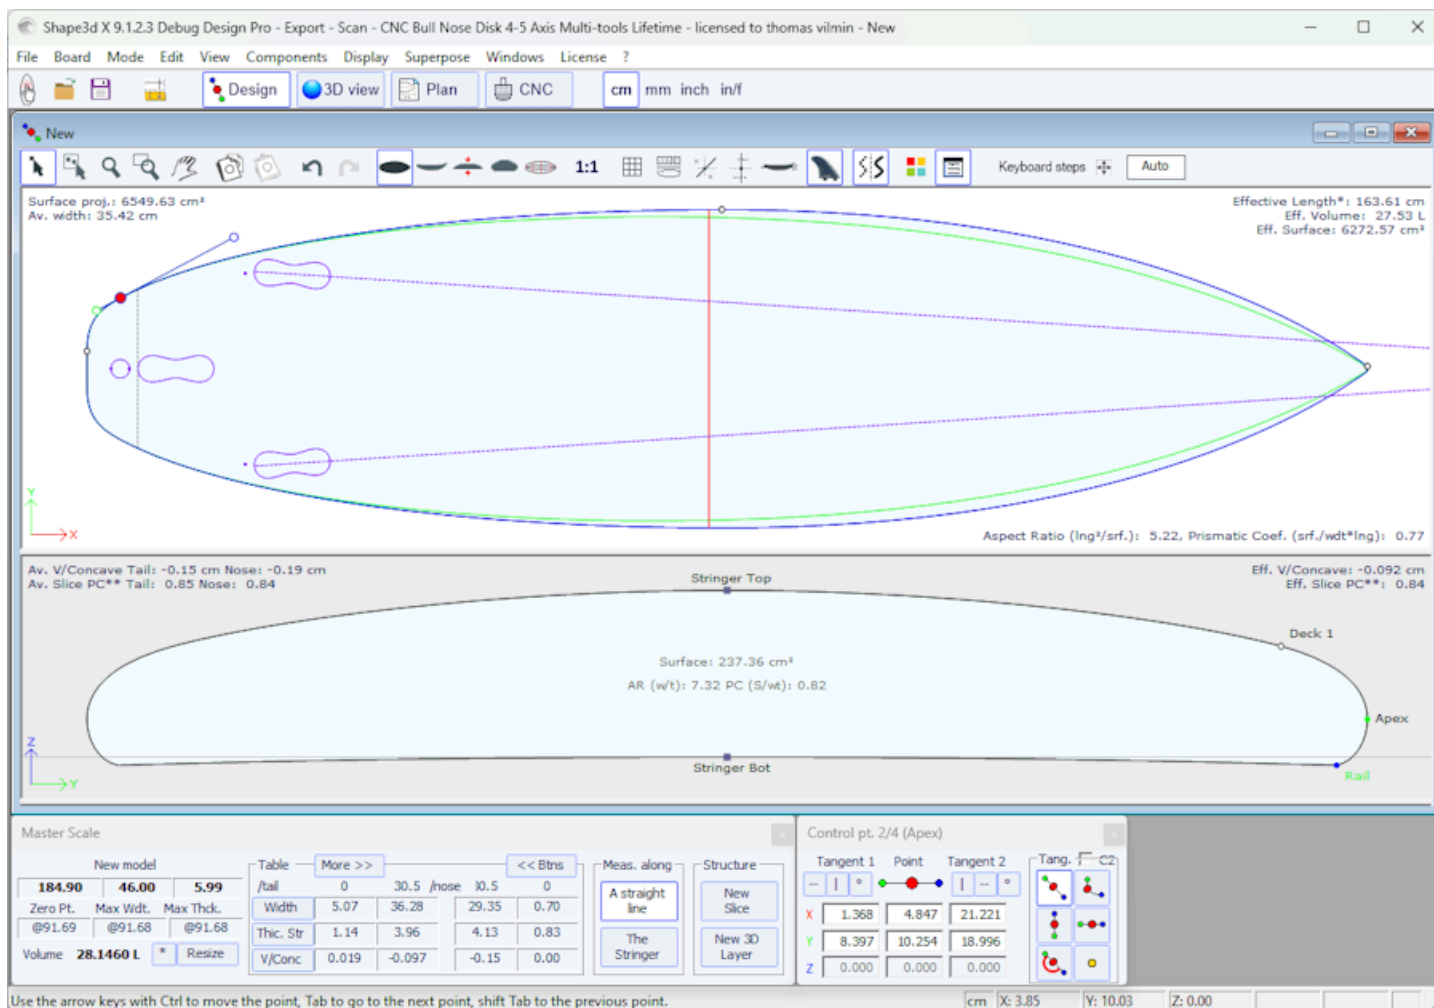 Shape3d X 9.1.2.3 Debug Design Pro - Export - Scan - CNC Bull Nose Disk 4-5 Axis Multi-tools Lifetime - licensed to thomas vilmin - New
File Board Mode Edit View Components Display Superpose Windows License ?
Design 3D view Plan CNC cm mm inch in/f
New
1:1 Keyboard steps Auto
Surface proj.: 6549.63 cm²
Av. width: 35.42 cm
Effective Length*: 163.61 cm
Eff. Volume: 27.53 L
Eff. Surface: 6272.57 cm²
Y
X
Aspect Ratio (lng²/srf.): 5.22, Prismatic Coef. (srf./wdt*lng): 0.77
Av. V/Concave Tail: -0.15 cm Nose: -0.19 cm
Av. Slice PC** Tail: 0.85 Nose: 0.84
Eff. V/Concave: -0.092 cm
Eff. Slice PC**: 0.84
Stringer Top
Deck 1
Surface: 237.36 cm²
AR (w/t): 7.32 PC (S/wt): 0.82
Apex
Z
Y
Stringer Bot
Rail
Master Scale
New model
184.90 46.00 5.99
Zero Pt. Max Wdt. Max Thck.
@91.69 @91.68 @91.68
Volume 28.1460 L * Resize
Table More >> << Btns
/tail 0 30.5 /nose 30.5 0
Width 5.07 36.28 29.35 0.70
Thic. Str 1.14 3.96 4.13 0.83
V/Conc 0.019 -0.097 -0.15 0.00
Meas. along
A straight
line
The
Stringer
Structure
New
Slice
New 3D
Layer
Control pt. 2/4 (Apex)
Tangent 1 Point Tangent 2
Tang. C2
X 1.368 4.847 21.221
Y 8.397 10.254 18.996
Z 0.000 0.000 0.000
Use the arrow keys with Ctrl to move the point, Tab to go to the next point, shift Tab to the previous point.
cm X: 3.85 Y: 10.03 Z: 0.00